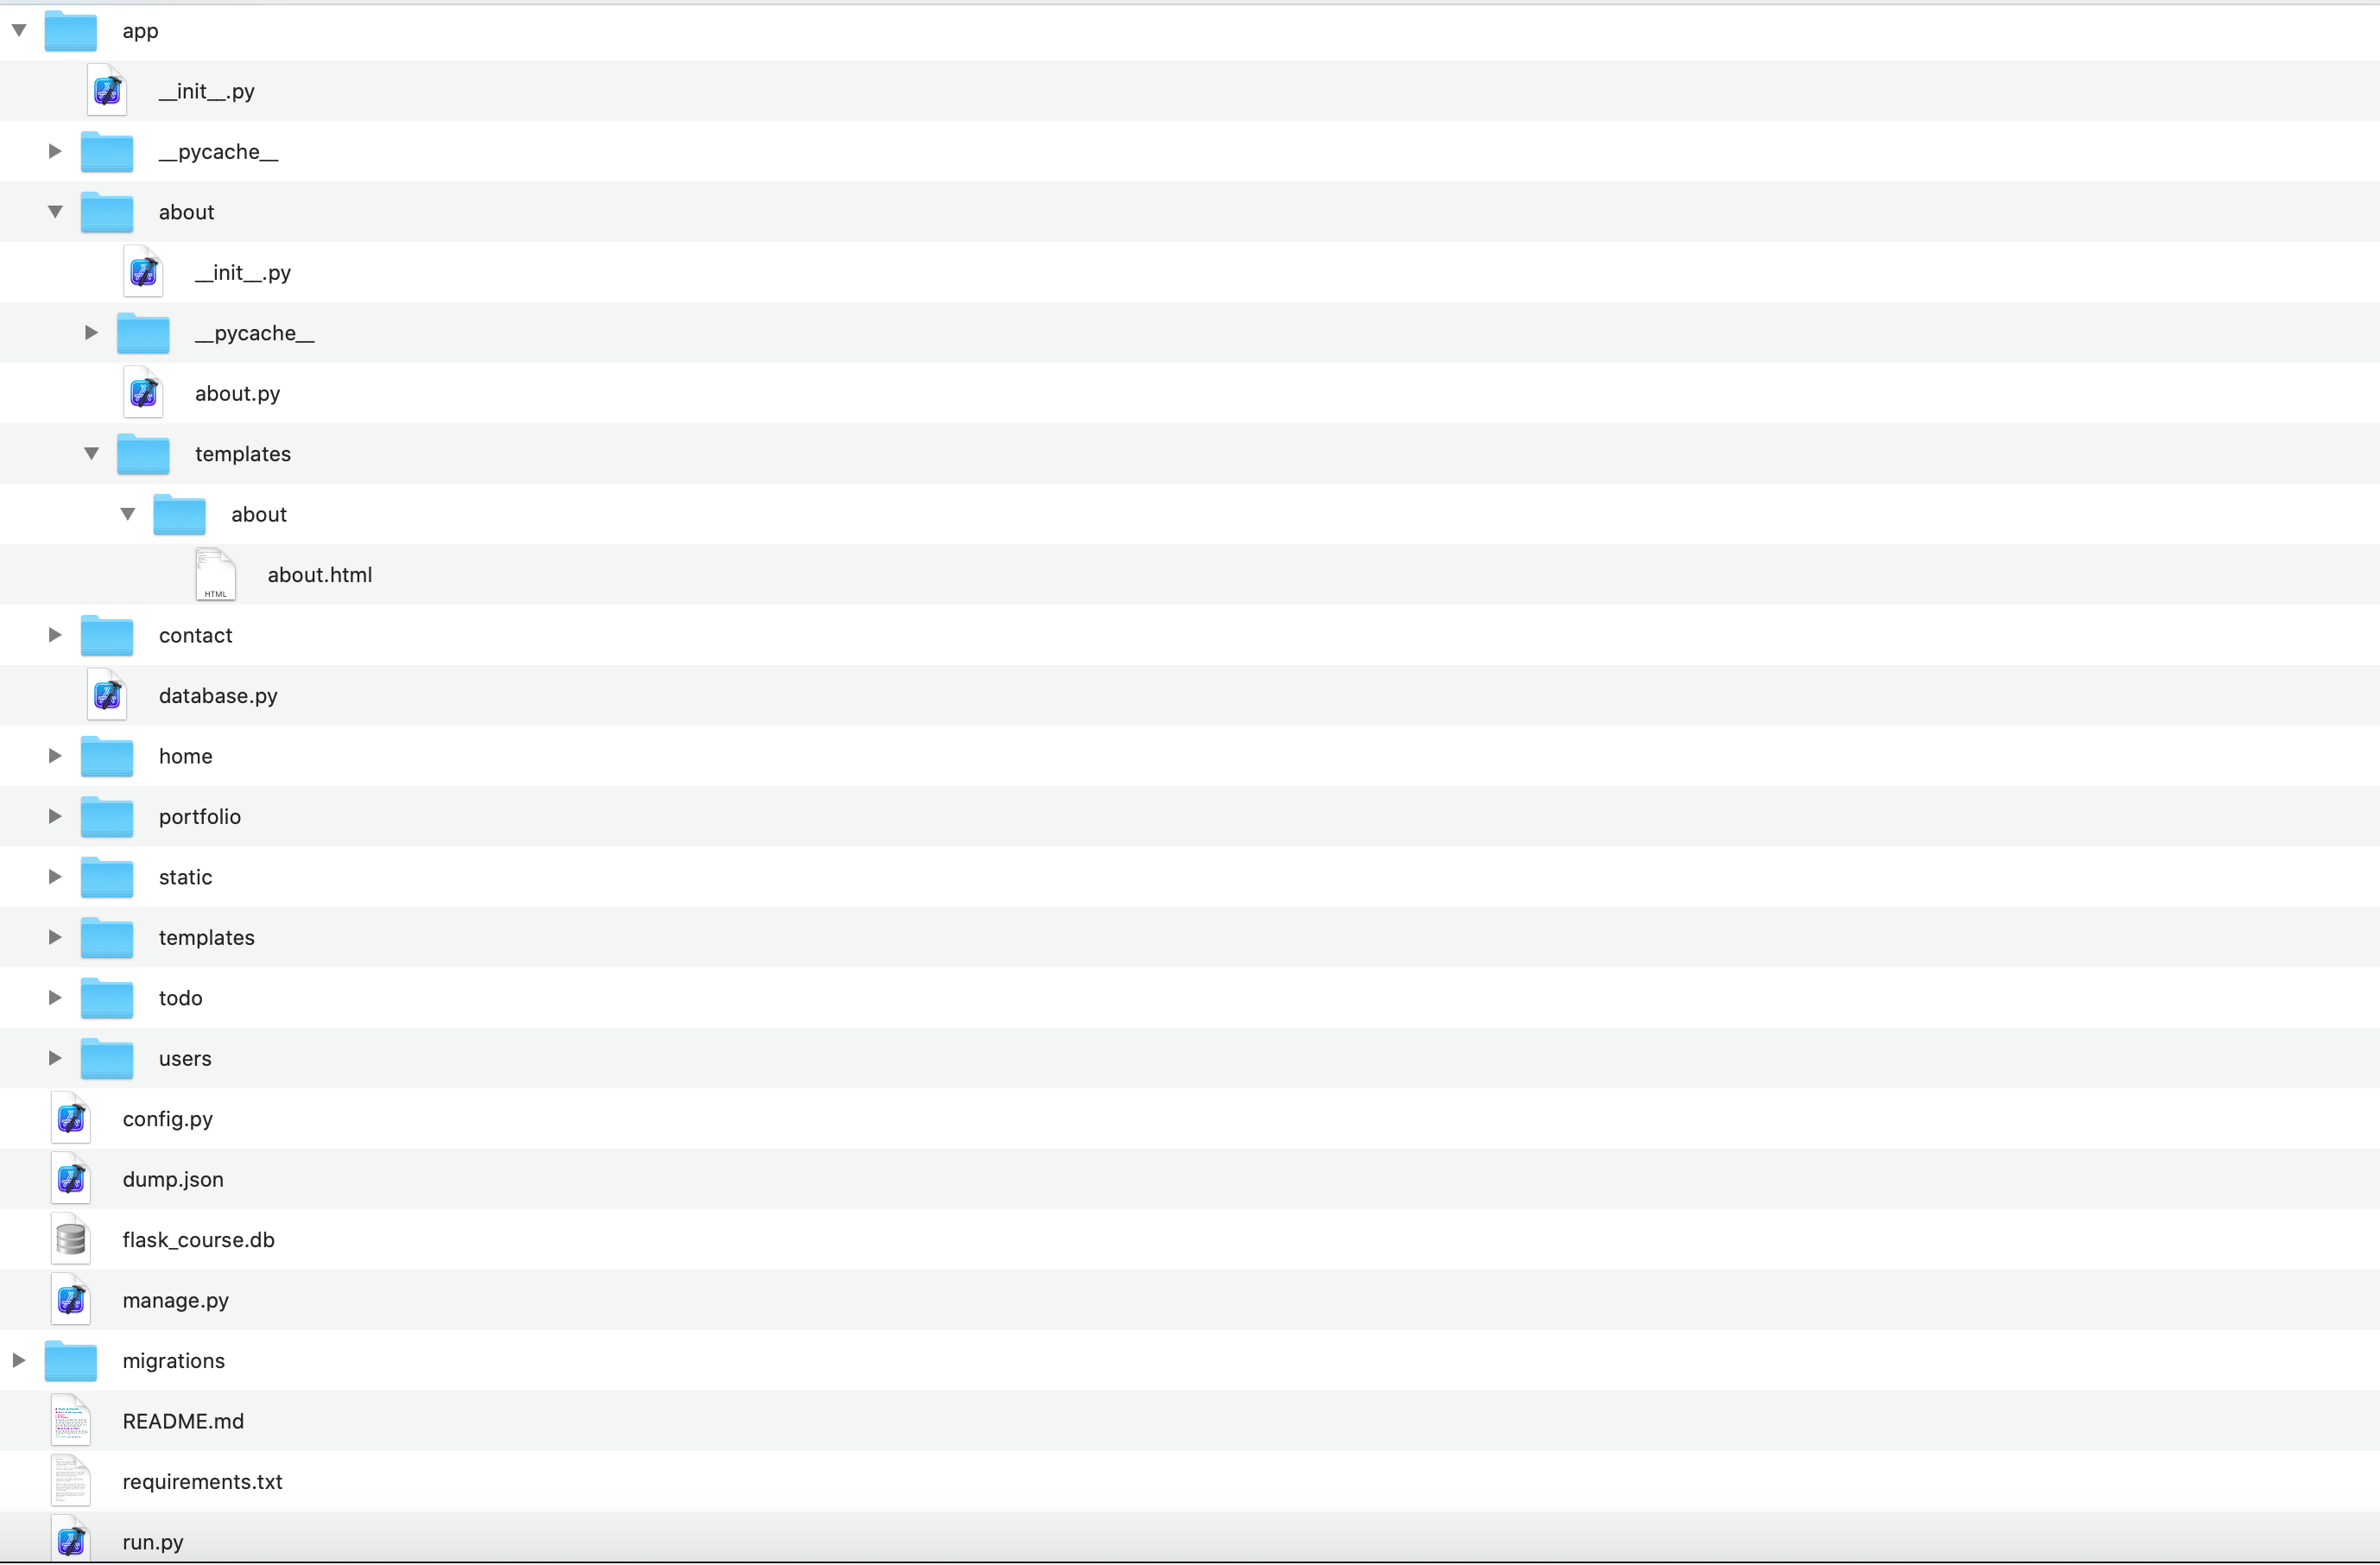 app
__init__.py
__pycache__
about
__init__.py
__pycache__
about.py
templates
about
about.html
HTML
contact
database.py
home
portfolio
static
templates
todo
users
config.py
dump.json
flask_course.db
manage.py
migrations
README.md
requirements.txt
run.py